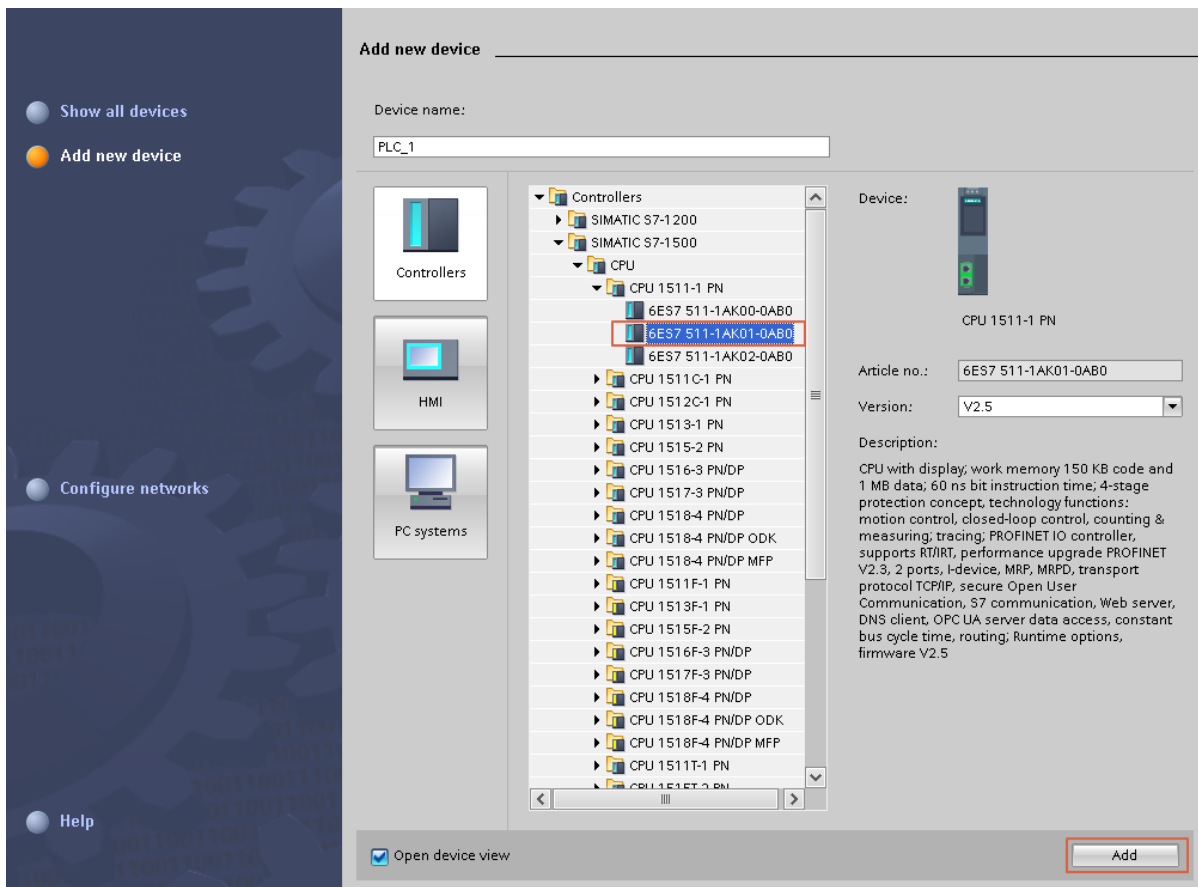 Add new device
Show all devices
Add new device
Configure networks
Help
Device name:
PLC_1
Controllers
HMI
PC systems
Controllers
SIMATIC S7-1200
SIMATIC S7-1500
CPU
CPU 1511-1 PN
6ES7 511-1AK00-0AB0
6ES7 511-1AK01-0AB0
6ES7 511-1AK02-0AB0
CPU 1511C-1 PN
CPU 1512C-1 PN
CPU 1513-1 PN
CPU 1515-2 PN
CPU 1516-3 PN/DP
CPU 1517-3 PN/DP
CPU 1518-4 PN/DP
CPU 1518-4 PN/DP ODK
CPU 1518-4 PN/DP MFP
CPU 1511F-1 PN
CPU 1513F-1 PN
CPU 1515F-2 PN
CPU 1516F-3 PN/DP
CPU 1517F-3 PN/DP
CPU 1518F-4 PN/DP
CPU 1518F-4 PN/DP ODK
CPU 1518F-4 PN/DP MFP
CPU 1511T-1 PN
CPU 1515T-2 PN
Device:
CPU 1511-1 PN
Article no.:
6ES7 511-1AK01-0AB0
Version:
V2.5
Description:
CPU with display; work memory 150 KB code and
1 MB data; 60 ns bit instruction time; 4-stage
protection concept, technology functions:
motion control, closed-loop control, counting &
measuring; tracing; PROFINET IO controller,
supports RT/IRT, performance upgrade PROFINET
V2.3, 2 ports, I-device, MRP, MRPD, transport
protocol TCP/IP, secure Open User
Communication, S7 communication, Web server,
DNS client, OPC UA server data access, constant
bus cycle time, routing; Runtime options,
firmware V2.5
Open device view
Add